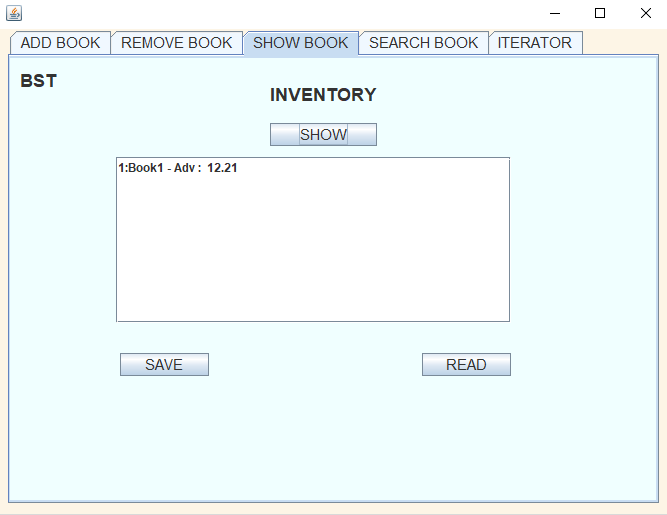 ADD BOOK REMOVE BOOK SHOW BOOK SEARCH BOOK ITERATOR
BST
INVENTORY
SHOW
1:Book1 - Adv : 12.21
SAVE READ